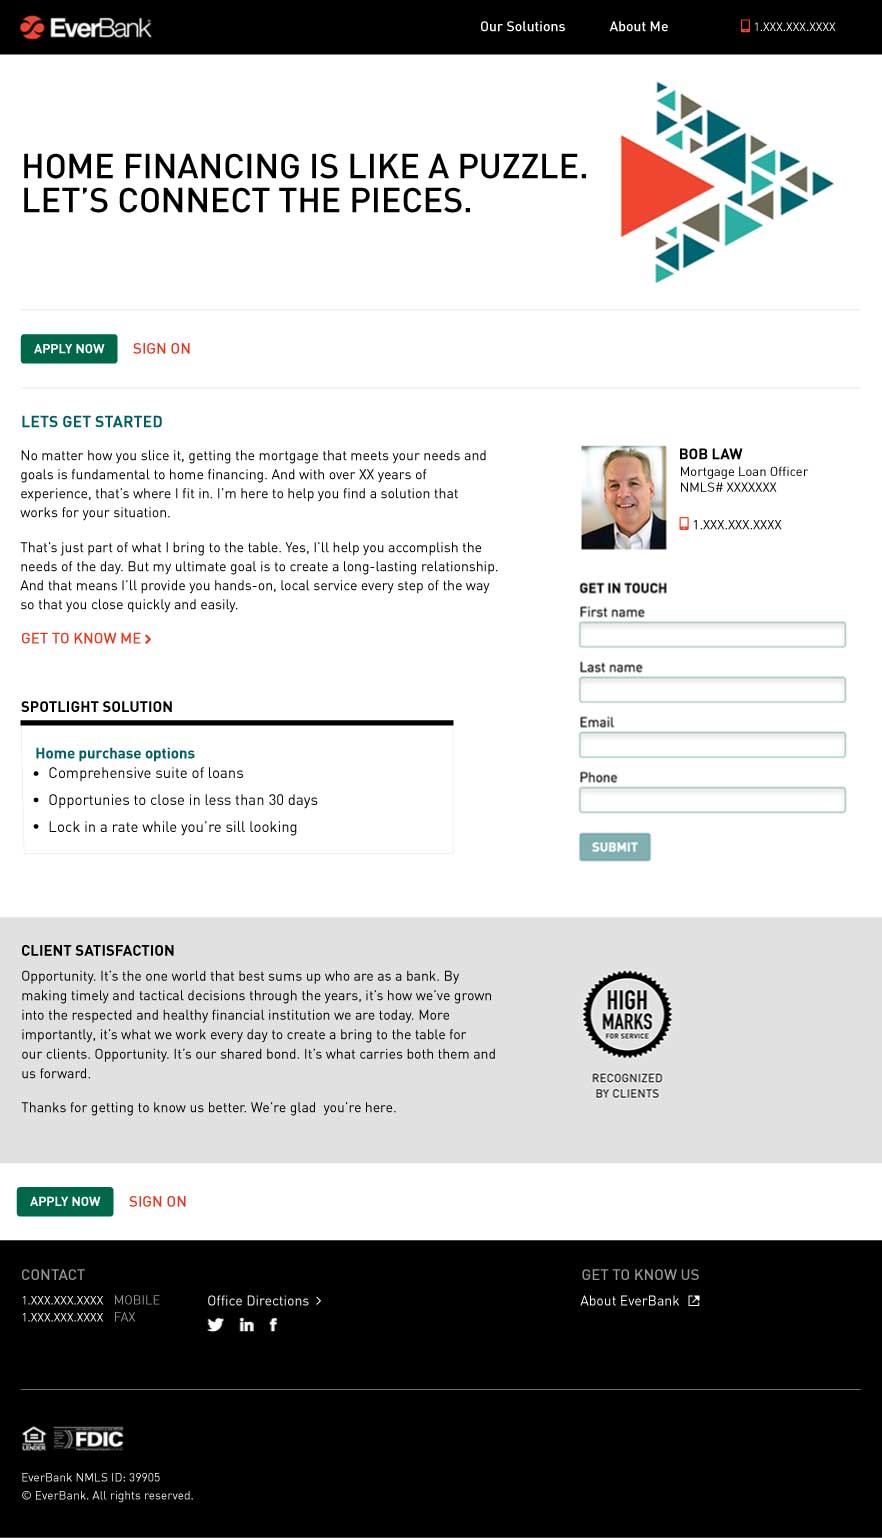 EverBank
Our Solutions
About Me
1.XXX.XXX.XXXX
HOME FINANCING IS LIKE A PUZZLE.
LET'S CONNECT THE PIECES.
APPLY NOW
SIGN ON
LETS GET STARTED
No matter how you slice it, getting the mortgage that meets your needs and
goals is fundamental to home financing. And with over XX years of
experience, that's where I fit in. I'm here to help you find a solution that
works for your situation.
That's just part of what I bring to the table. Yes, I'll help you accomplish the
needs of the day. But my ultimate goal is to create a long-lasting relationship.
And that means I'll provide you hands-on, local service every step of the way
so that you close quickly and easily.
GET TO KNOW ME >
SPOTLIGHT SOLUTION
Home purchase options
• Comprehensive suite of loans
• Opportunies to close in less than 30 days
• Lock in a rate while you're sill looking
BOB LAW
Mortgage Loan Officer
NMLS# XXXXXXX
1.XXX.XXX.XXXX
GET IN TOUCH
First name
Last name
Email
Phone
SUBMIT
CLIENT SATISFACTION
Opportunity. It's the one world that best sums up who are as a bank. By
making timely and tactical decisions through the years, it's how we've grown
into the respected and healthy financial institution we are today. More
importantly, it's what we work every day to create a bring to the table for
our clients. Opportunity. It's our shared bond. It's what carries both them and
us forward.
Thanks for getting to know us better. We're glad you're here.
HIGH
MARKS
FOR SERVICE
RECOGNIZED
BY CLIENTS
APPLY NOW
SIGN ON
CONTACT
1.XXX.XXX.XXXX MOBILE
1.XXX.XXX.XXXX FAX
Office Directions >
GET TO KNOW US
About EverBank
LENDER
FDIC
EverBank NMLS ID: 39905
© EverBank. All rights reserved.